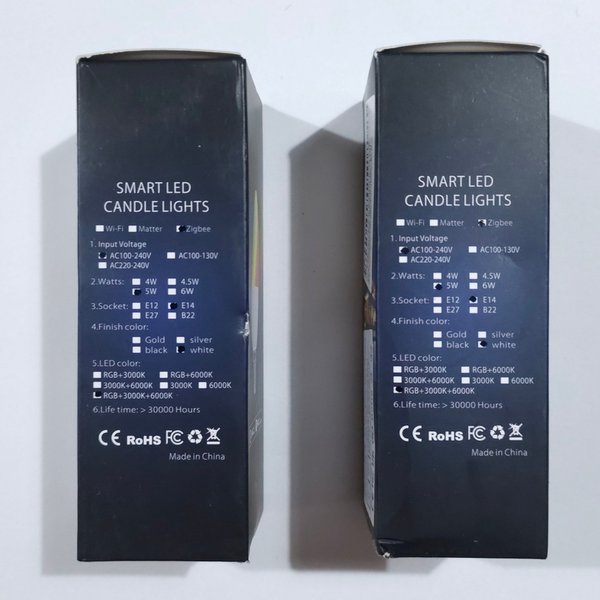 SMART LED
CANDLE LIGHTS
Wi-Fi Matter Zigbee
1. Input Voltage
AC100-240V AC100-130V
AC220-240V
2.Watts: 4W 4.5W
5W 6W
3.Socket: E12 E14
E27 B22
4.Finish color:
Gold silver
black white
5.LED color:
RGB+3000K RGB+6000K
3000K+6000K 3000K 6000K
RGB+3000K+6000K
6.Life time: > 30000 Hours
CE RoHS FC
Made in China
SMART LED
CANDLE LIGHTS
Wi-Fi Matter Zigbee
1. Input Voltage
AC100-240V AC100-130V
AC220-240V
2.Watts: 4W 4.5W
5W 6W
3.Socket: E12 E14
E27 B22
4.Finish color:
Gold silver
black white
5.LED color:
RGB+3000K RGB+6000K
3000K+6000K 3000K 6000K
RGB+3000K+6000K
6.Life time: > 30000 Hours
CE RoHS FC
Made in China